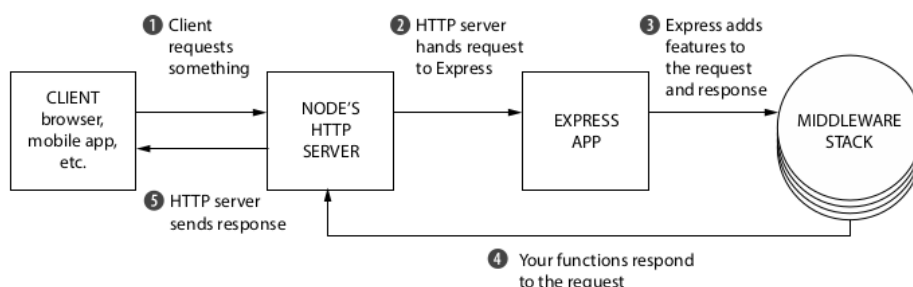 1 Client
requests
something
2 HTTP server
hands request
to Express
3 Express adds
features to
the request
and response
CLIENT
browser,
mobile app,
etc.
NODE'S
HTTP
SERVER
EXPRESS
APP
MIDDLEWARE
STACK
5 HTTP server
sends response
4 Your functions respond
to the request